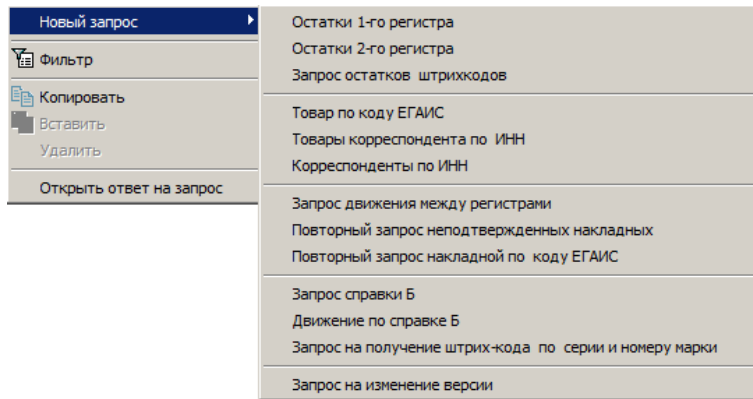 Новый запрос
Фильтр
Копировать
Вставить
Удалить
Открыть ответ на запрос
Остатки 1-го регистра
Остатки 2-го регистра
Запрос остатков штрихкодов
Товар по коду ЕГАИС
Товары корреспондента по ИНН
Корреспонденты по ИНН
Запрос движения между регистрами
Повторный запрос неподтвержденных накладных
Повторный запрос накладной по коду ЕГАИС
Запрос справки Б
Движение по справке Б
Запрос на получение штрих-кода по серии и номеру марки
Запрос на изменение версии